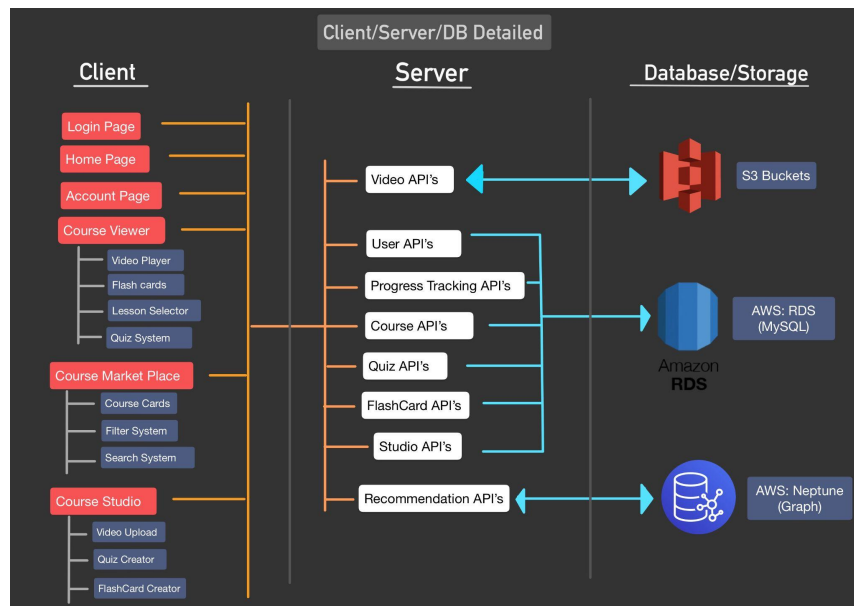 Client/Server/DB Detailed
Client
Server
Database/Storage
Login Page
Home Page
Account Page
Course Viewer
Video Player
Flash cards
Lesson Selector
Quiz System
Course Market Place
Course Cards
Filter System
Search System
Course Studio
Video Upload
Quiz Creator
FlashCard Creator
Video API's
User API's
Progress Tracking API's
Course API's
Quiz API's
FlashCard API's
Studio API's
Recommendation API's
S3 Buckets
Amazon
RDS
AWS: RDS
(MySQL)
AWS: Neptune
(Graph)